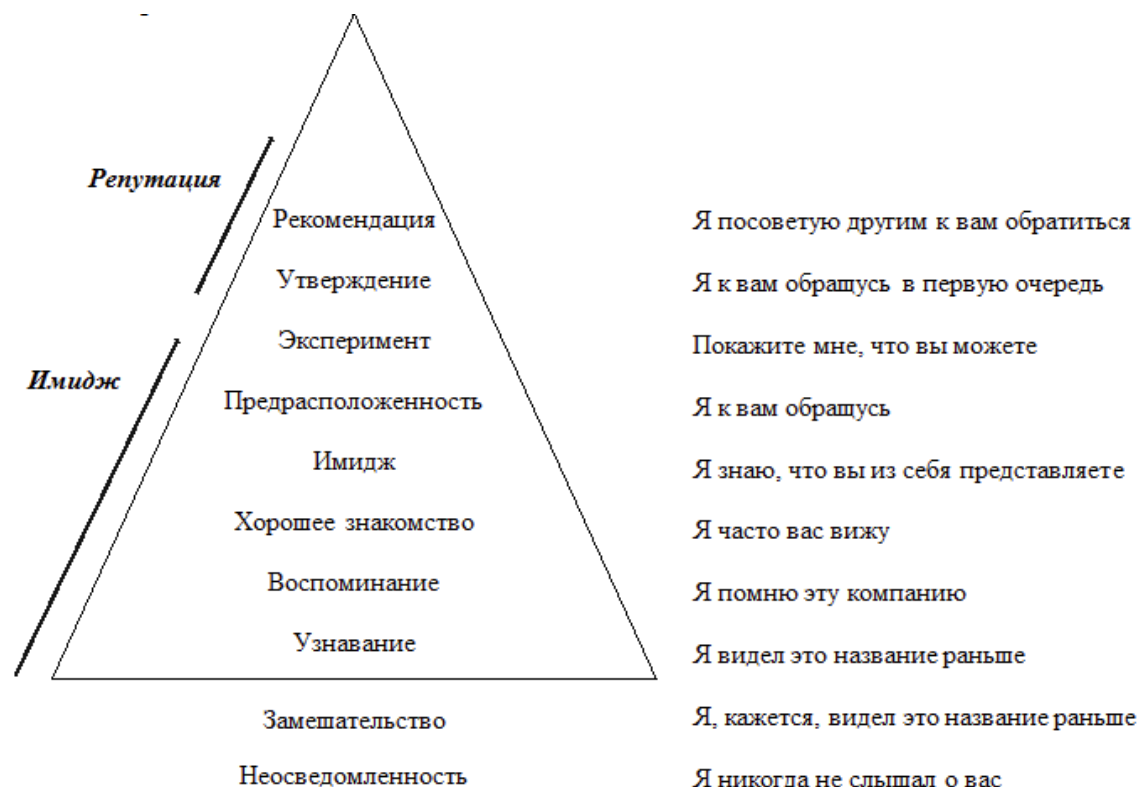 Репутация
Рекомендация Я посоветую другим к вам обратиться
Утверждение Я к вам обращусь в первую очередь
Эксперимент Покажите мне, что вы можете
Имидж
Предрасположенность Я к вам обращусь
Имидж Я знаю, что вы из себя представляете
Хорошее знакомство Я часто вас вижу
Воспоминание Я помню эту компанию
Узнавание Я видел это название раньше
Замешательство Я, кажется, видел это название раньше
Неосведомленность Я никогда не слышал о вас